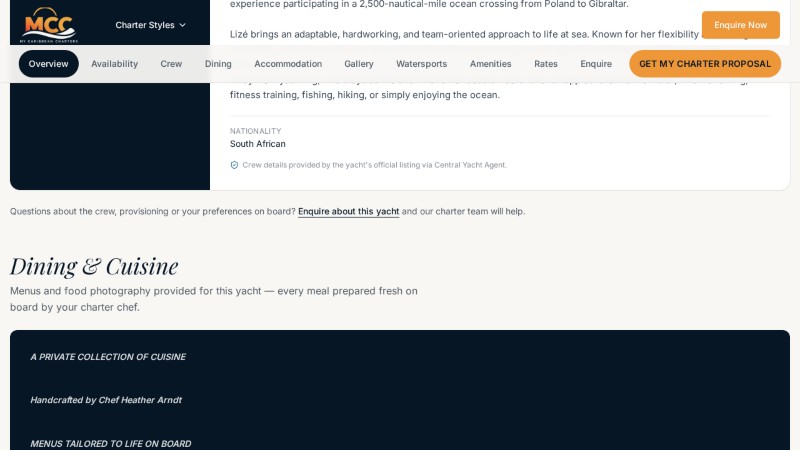 experience participating in a 2,500-nautical-mile ocean crossing from Poland to Gibraltar.
MCC
MY CARIBBEAN CHARTERS
Charter Styles
Enquire Now
Lizé brings an adaptable, hardworking, and team-oriented approach to life at sea. Known for her flexibility
Overview
Availability
Crew
Dining
Accommodation
Gallery
Watersports
Amenities
Rates
Enquire
GET MY CHARTER PROPOSAL
fitness training, fishing, hiking, or simply enjoying the ocean.
NATIONALITY
South African
Crew details provided by the yacht's official listing via Central Yacht Agent.
Questions about the crew, provisioning or your preferences on board? Enquire about this yacht and our charter team will help.
Dining & Cuisine
Menus and food photography provided for this yacht — every meal prepared fresh on
board by your charter chef.
A PRIVATE COLLECTION OF CUISINE
Handcrafted by Chef Heather Arndt
MENUS TAILORED TO LIFE ON BOARD